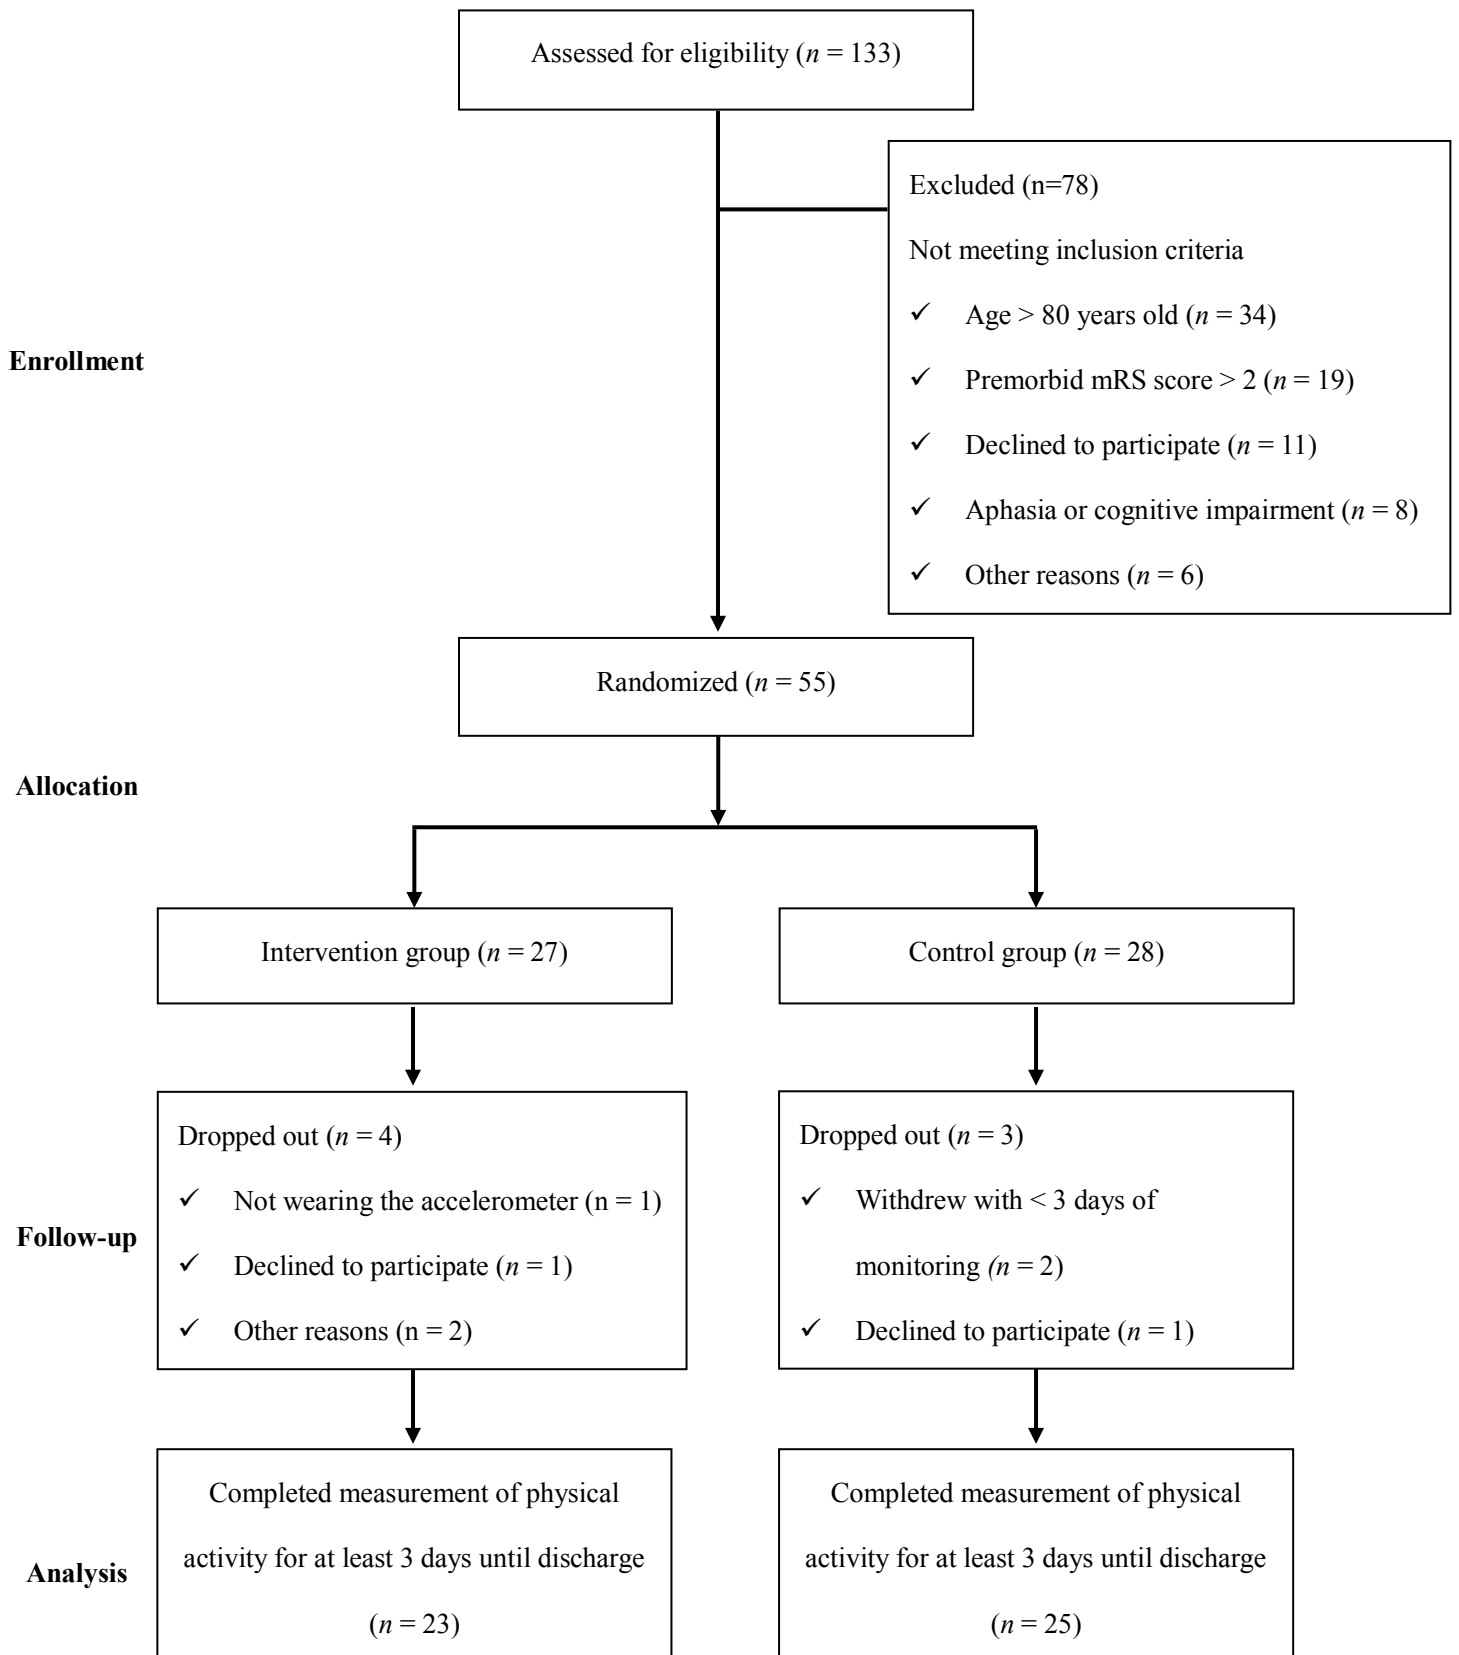 Assessed for eligibility (n = 133)
Excluded (n=78)
Not meeting inclusion criteria
✓ Age > 80 years old (n = 34)
✓ Premorbid mRS score > 2 (n = 19)
✓ Declined to participate (n = 11)
✓ Aphasia or cognitive impairment (n = 8)
✓ Other reasons (n = 6)
Enrollment
Randomized (n = 55)
Allocation
Intervention group (n = 27)
Control group (n = 28)
Dropped out (n = 4)
✓ Not wearing the accelerometer (n = 1)
✓ Declined to participate (n = 1)
✓ Other reasons (n = 2)
Dropped out (n = 3)
✓ Withdrew with < 3 days of
monitoring (n = 2)
✓ Declined to participate (n = 1)
Follow-up
Completed measurement of physical
activity for at least 3 days until discharge
(n = 23)
Completed measurement of physical
activity for at least 3 days until discharge
(n = 25)
Analysis